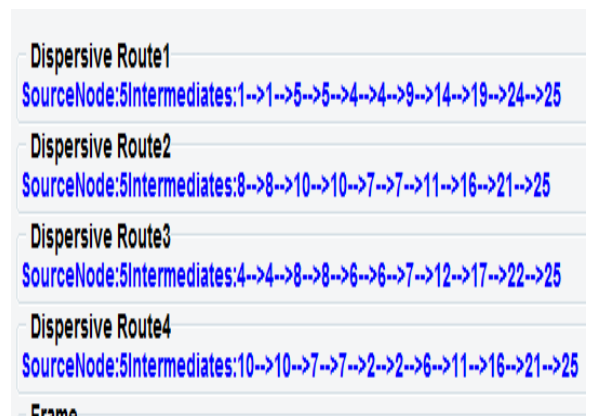 Dispersive Route1
SourceNode:5Intermediates:1-->1-->5-->5-->4-->4-->9-->14-->19-->24-->25
Dispersive Route2
SourceNode:5Intermediates:8-->8-->10-->10-->7-->7-->11-->16-->21-->25
Dispersive Route3
SourceNode:5Intermediates:4-->4-->8-->8-->6-->6-->7-->12-->17-->22-->25
Dispersive Route4
SourceNode:5Intermediates:10-->10-->7-->7-->2-->2-->6-->11-->16-->21-->25
Frame